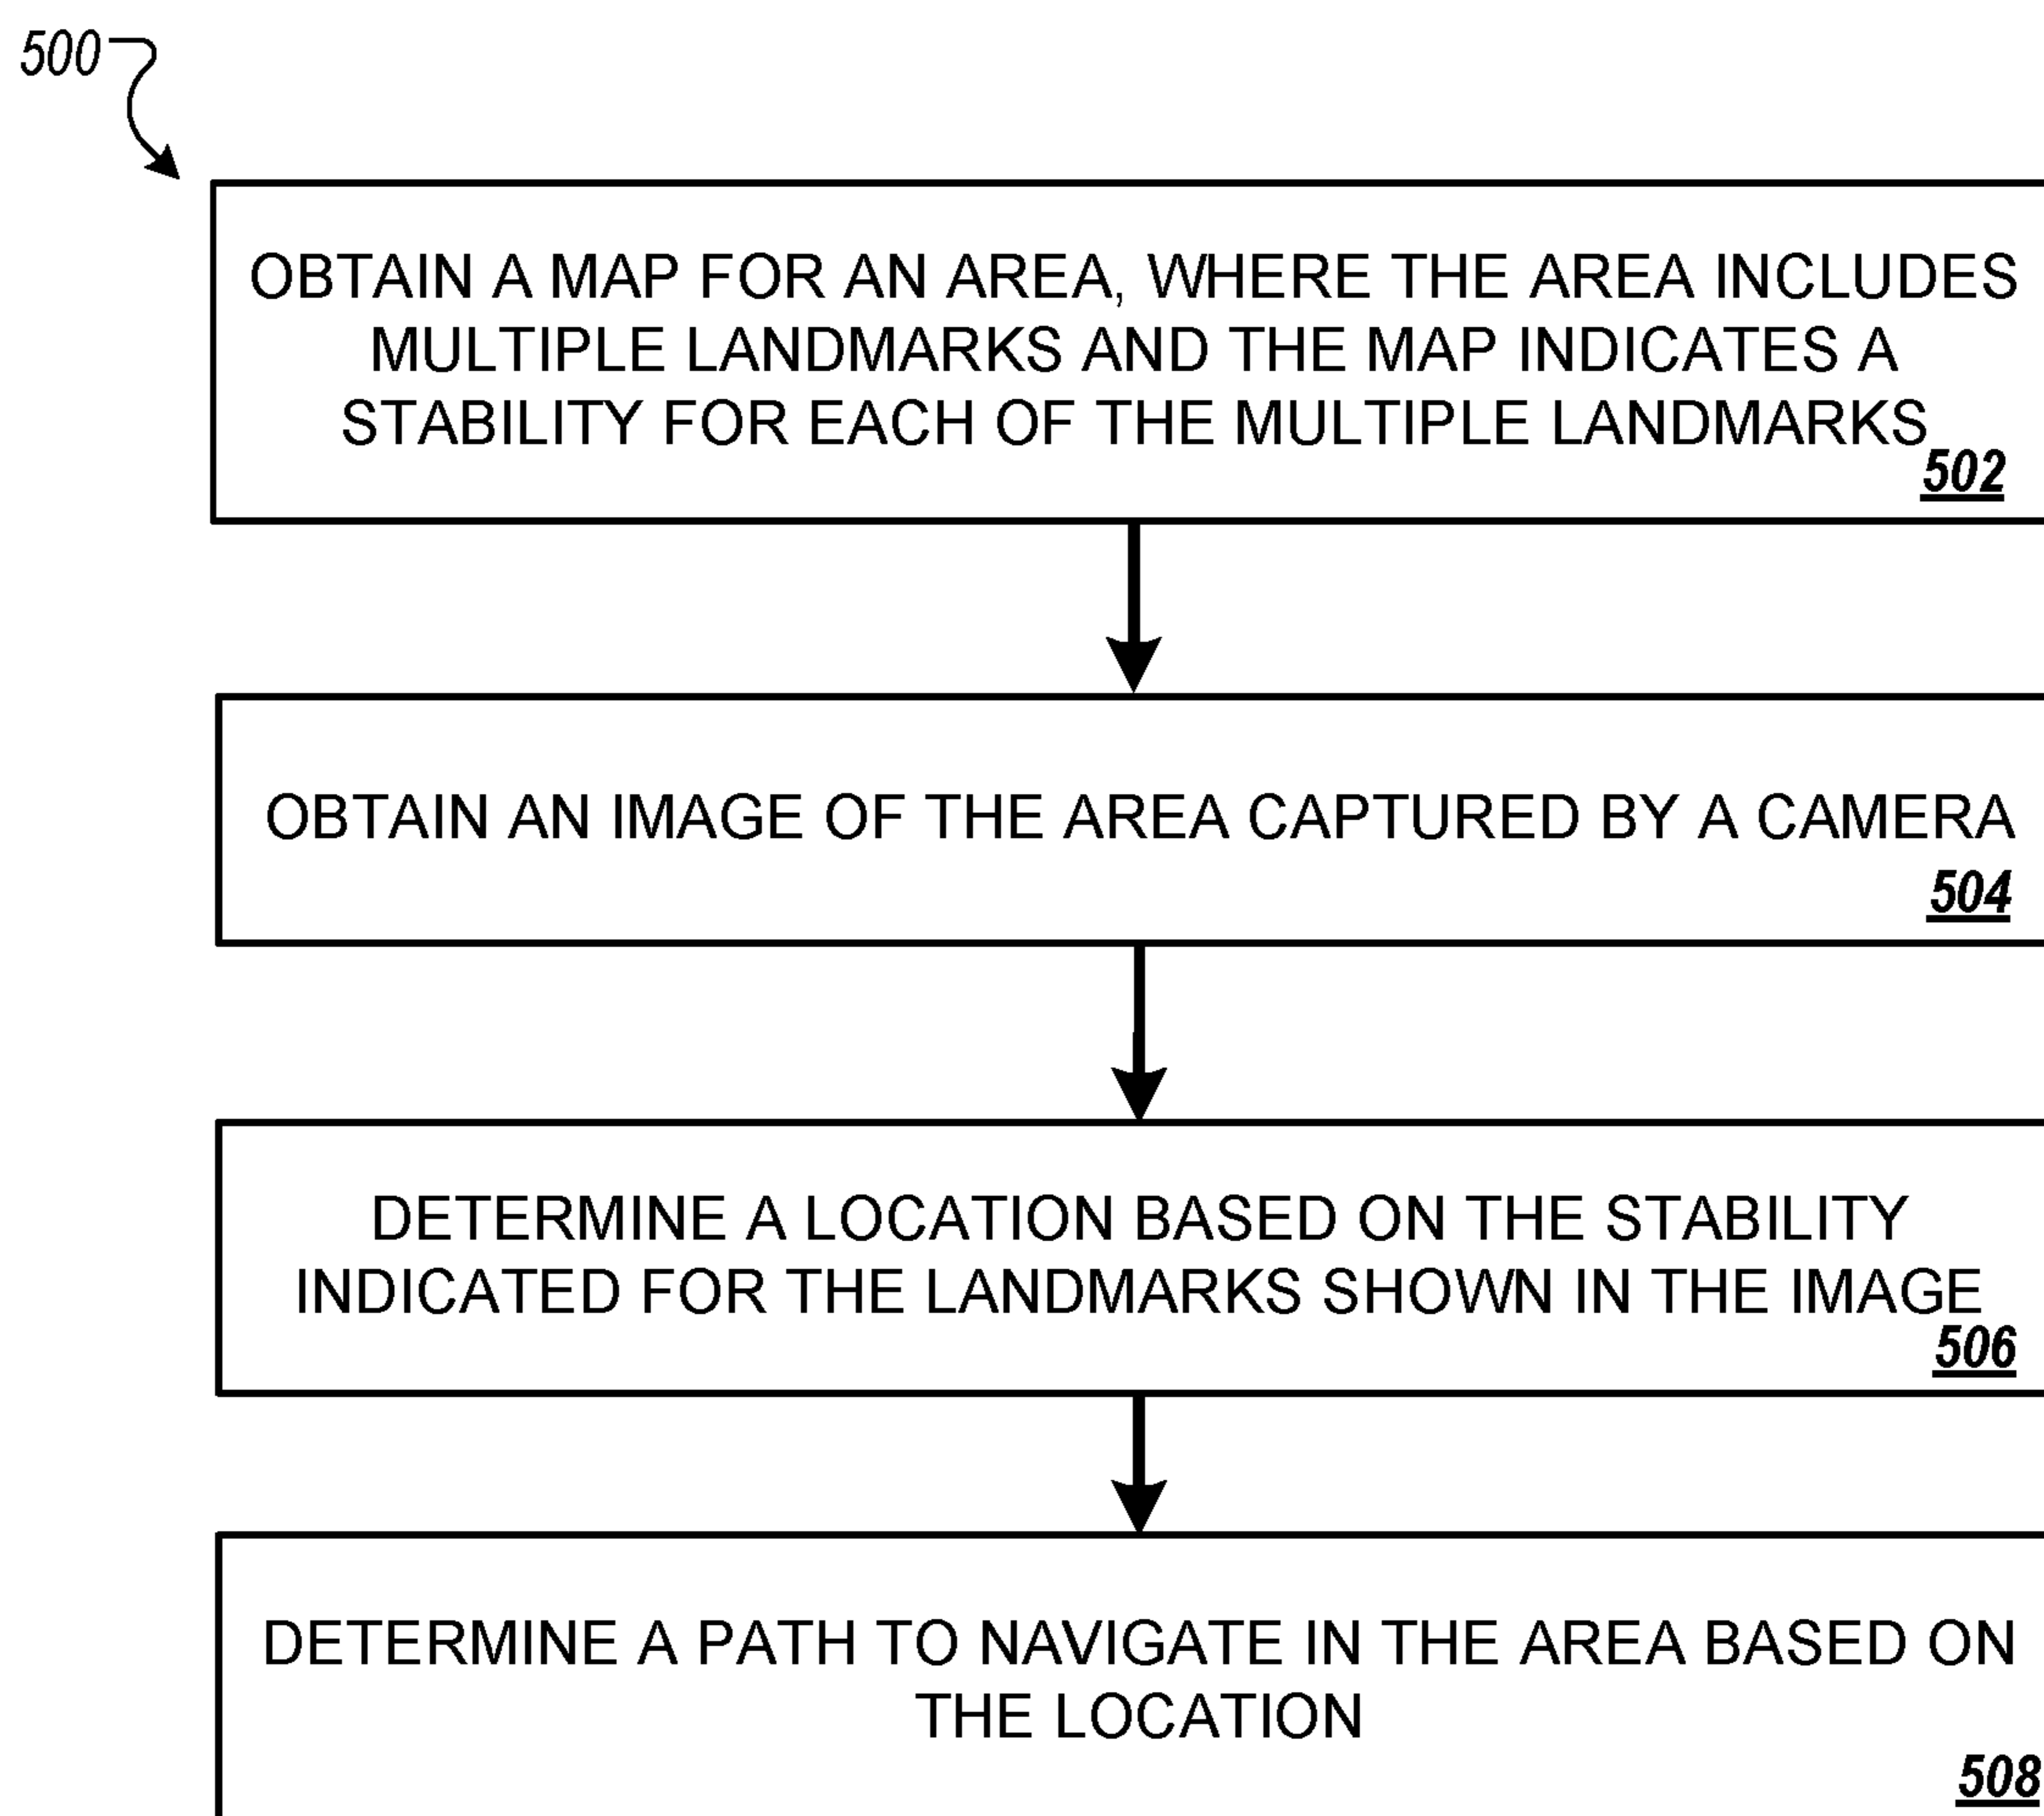 500
OBTAIN A MAP FOR AN AREA, WHERE THE AREA INCLUDES
MULTIPLE LANDMARKS AND THE MAP INDICATES A
STABILITY FOR EACH OF THE MULTIPLE LANDMARKS
502
OBTAIN AN IMAGE OF THE AREA CAPTURED BY A CAMERA
504
DETERMINE A LOCATION BASED ON THE STABILITY
INDICATED FOR THE LANDMARKS SHOWN IN THE IMAGE
506
DETERMINE A PATH TO NAVIGATE IN THE AREA BASED ON
THE LOCATION
508